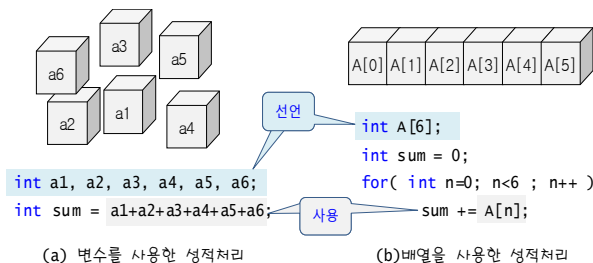 a3
a6
a5
a1
a2
a4
A[0] A[1] A[2] A[3] A[4] A[5]
선언
int a1, a2, a3, a4, a5, a6;
int sum = a1+a2+a3+a4+a5+a6;
사용
int A[6];
int sum = 0;
for( int n=0; n<6 ; n++ )
sum += A[n];
(a) 변수를 사용한 성적처리
(b)배열을 사용한 성적처리